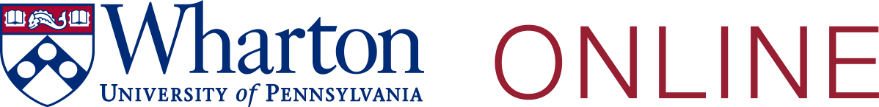 Wharton ONLINE
UNIVERSITY of PENNSYLVANIA